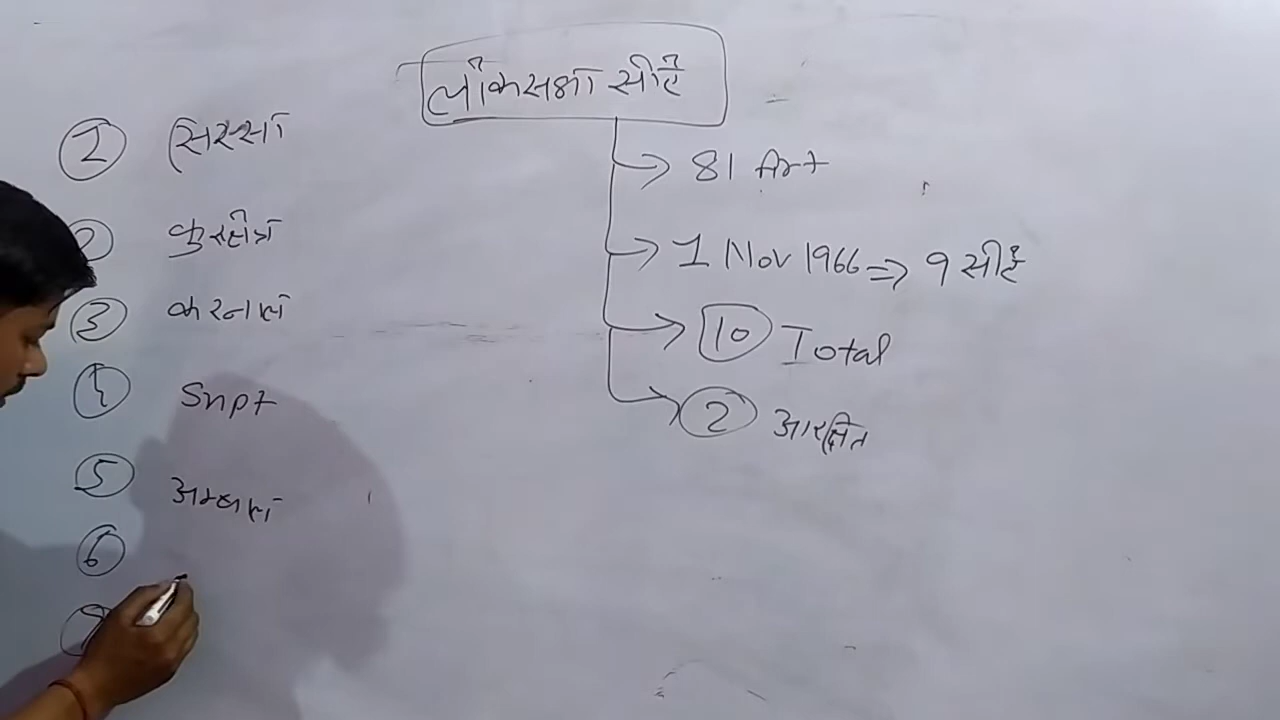 लोकसभा सीटें
81 Art
1 Nov 1966 => 9 सीटें
10 Total
2 आरक्षित
1 सिरसा
2 कुरुक्षेत्र
3 करनाल
4 Snpt
5 अम्बाला
6